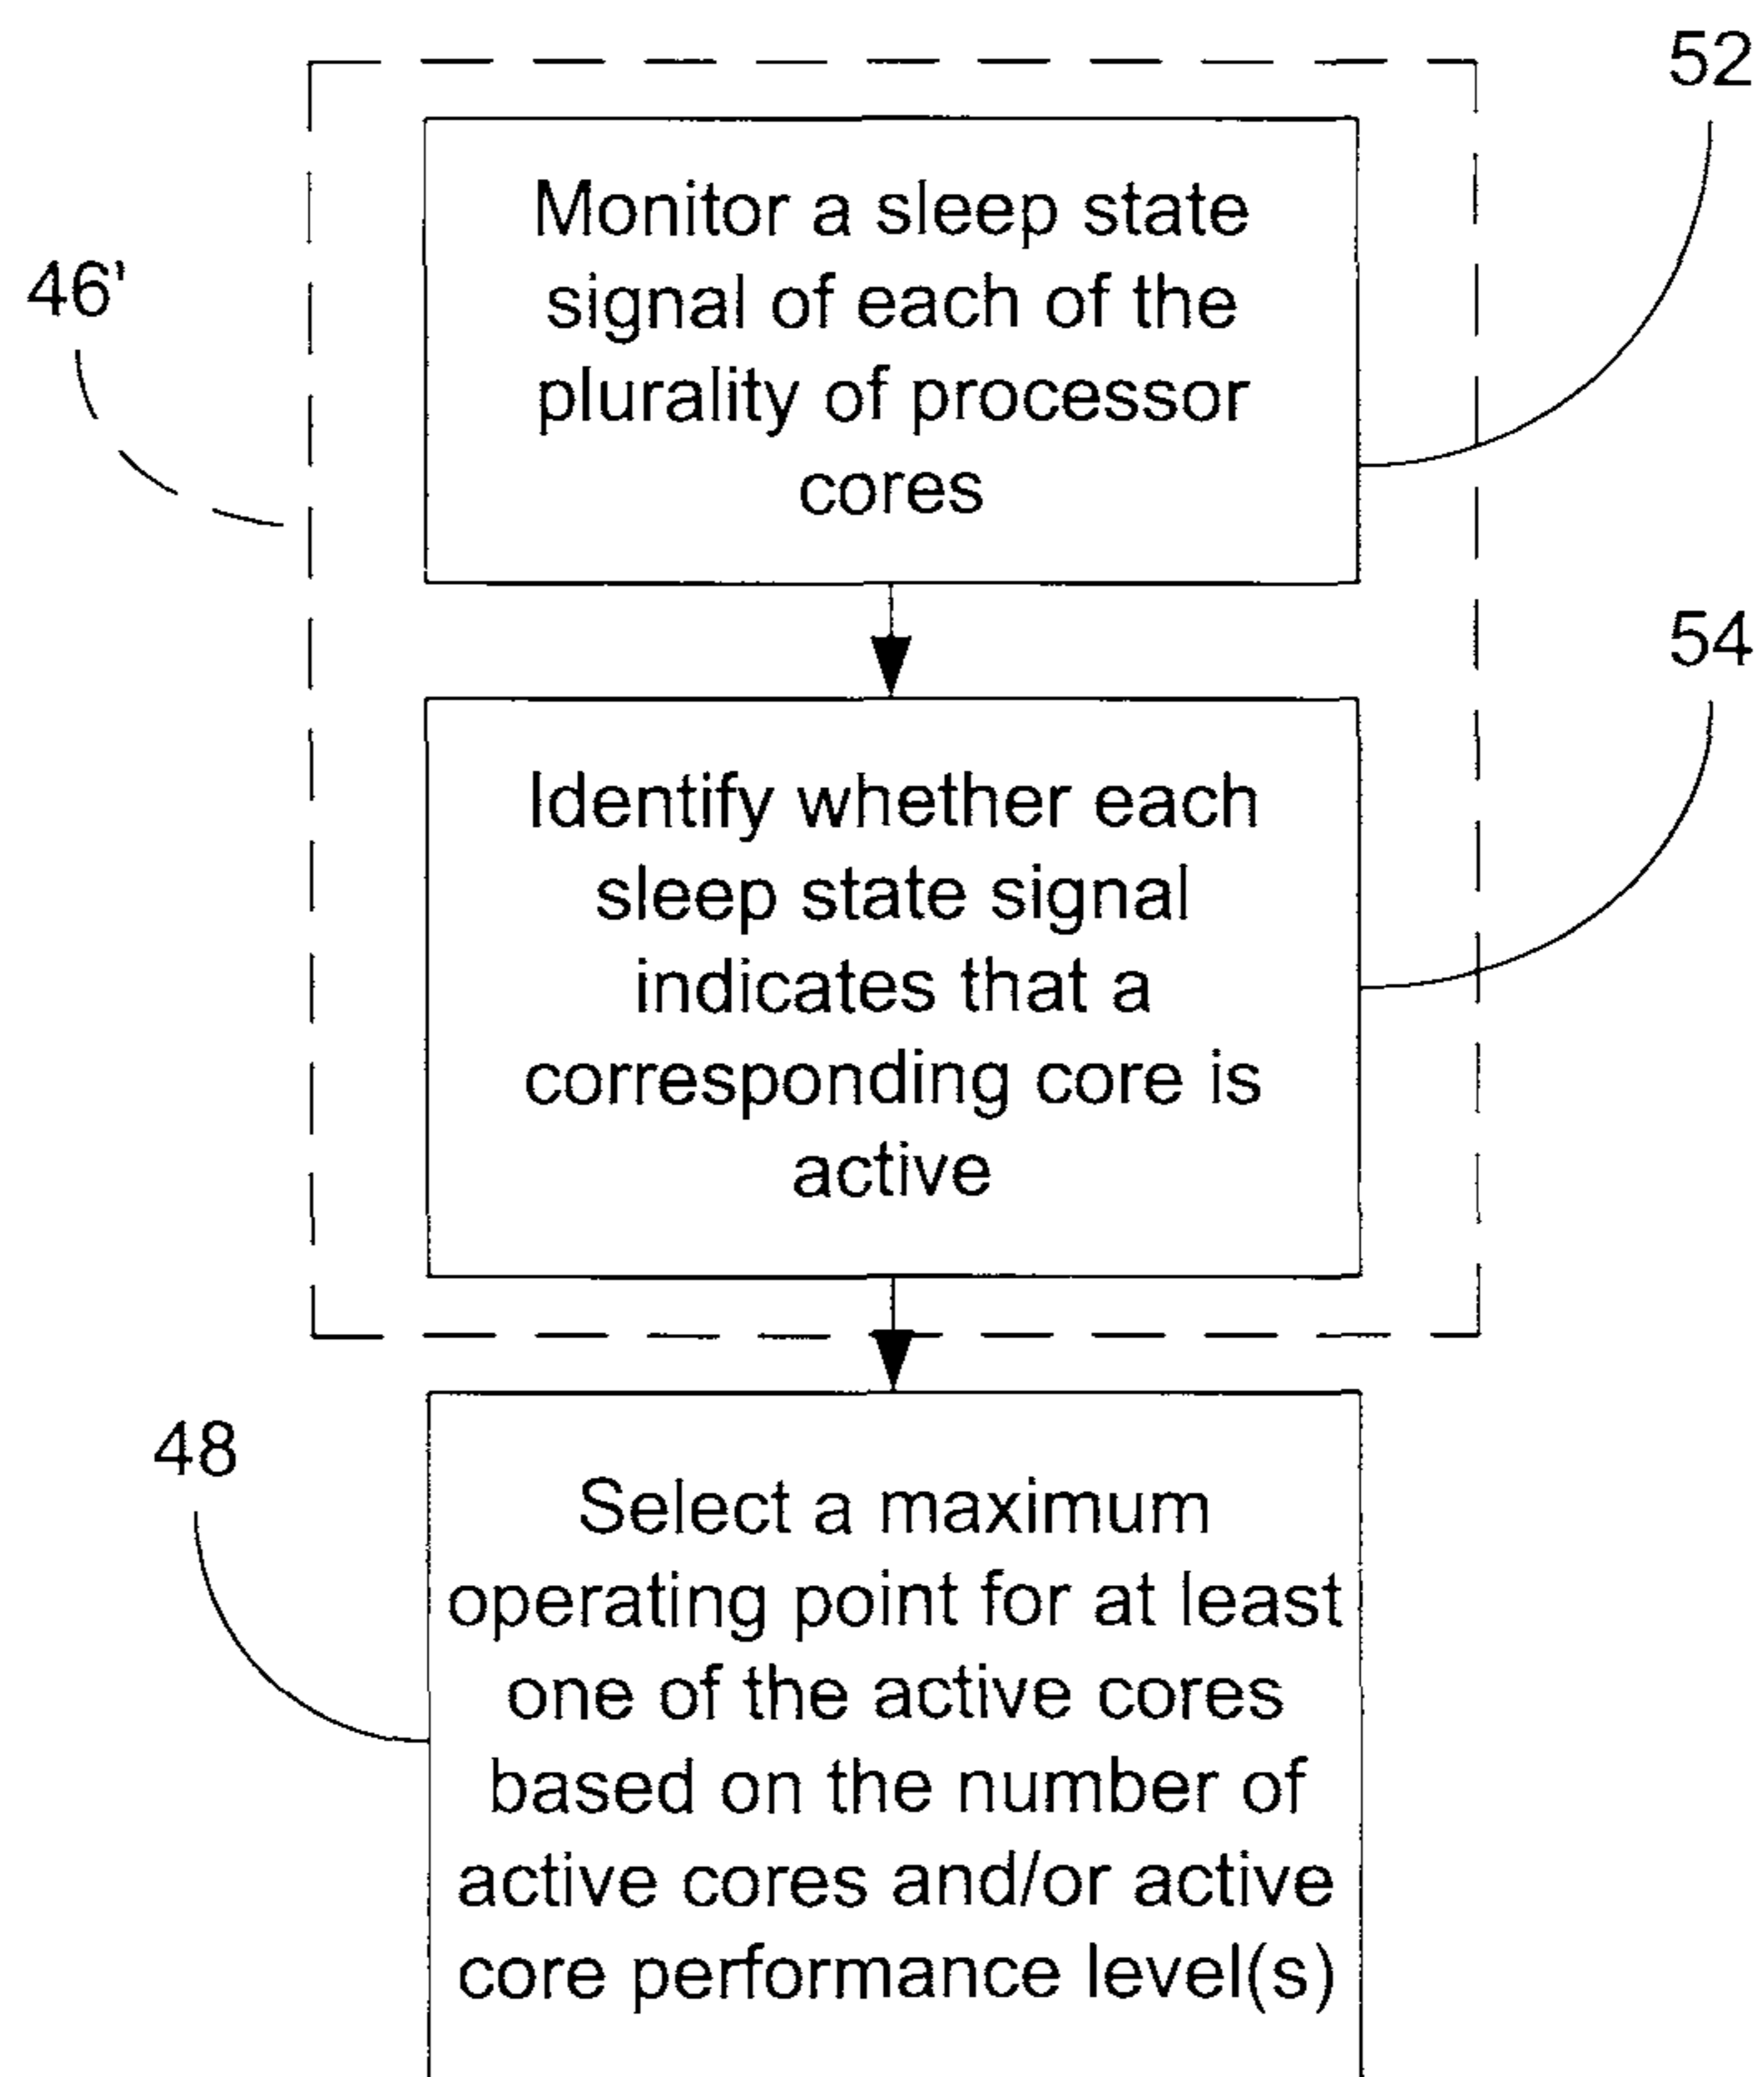 52
Monitor a sleep state
signal of each of the
plurality of processor
cores
46'
54
Identify whether each
sleep state signal
indicates that a
corresponding core is
active
48
Select a maximum
operating point for at least
one of the active cores
based on the number of
active cores and/or active
core performance level(s)